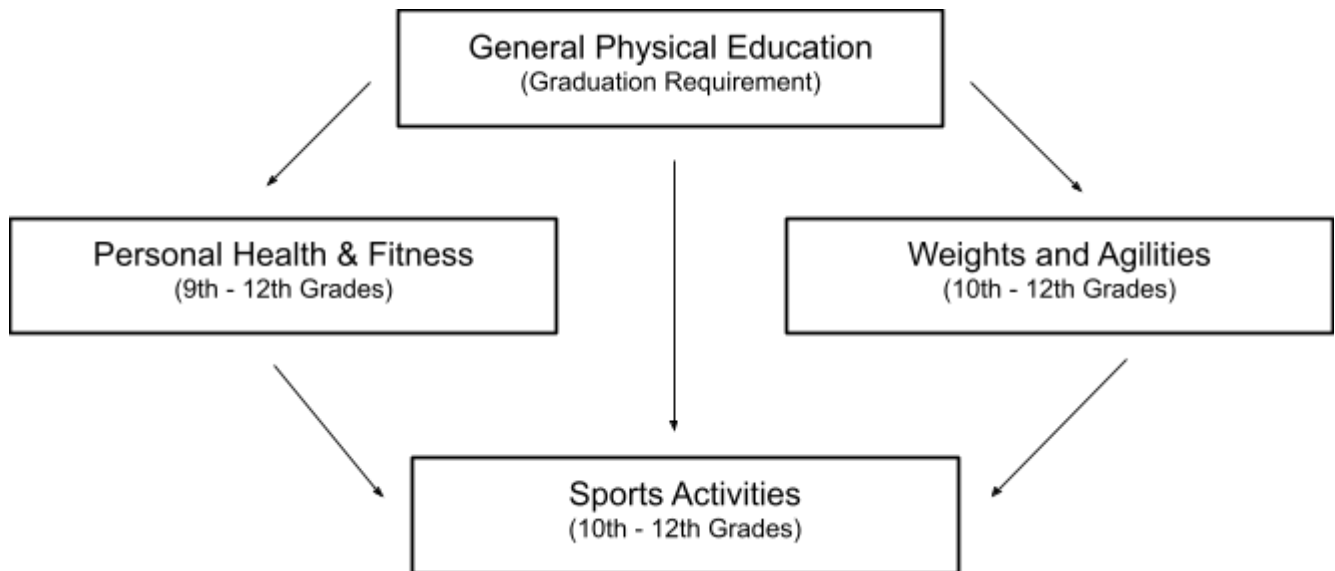 General Physical Education
(Graduation Requirement)
Personal Health & Fitness
(9th - 12th Grades)
Weights and Agilities
(10th - 12th Grades)
Sports Activities
(10th - 12th Grades)